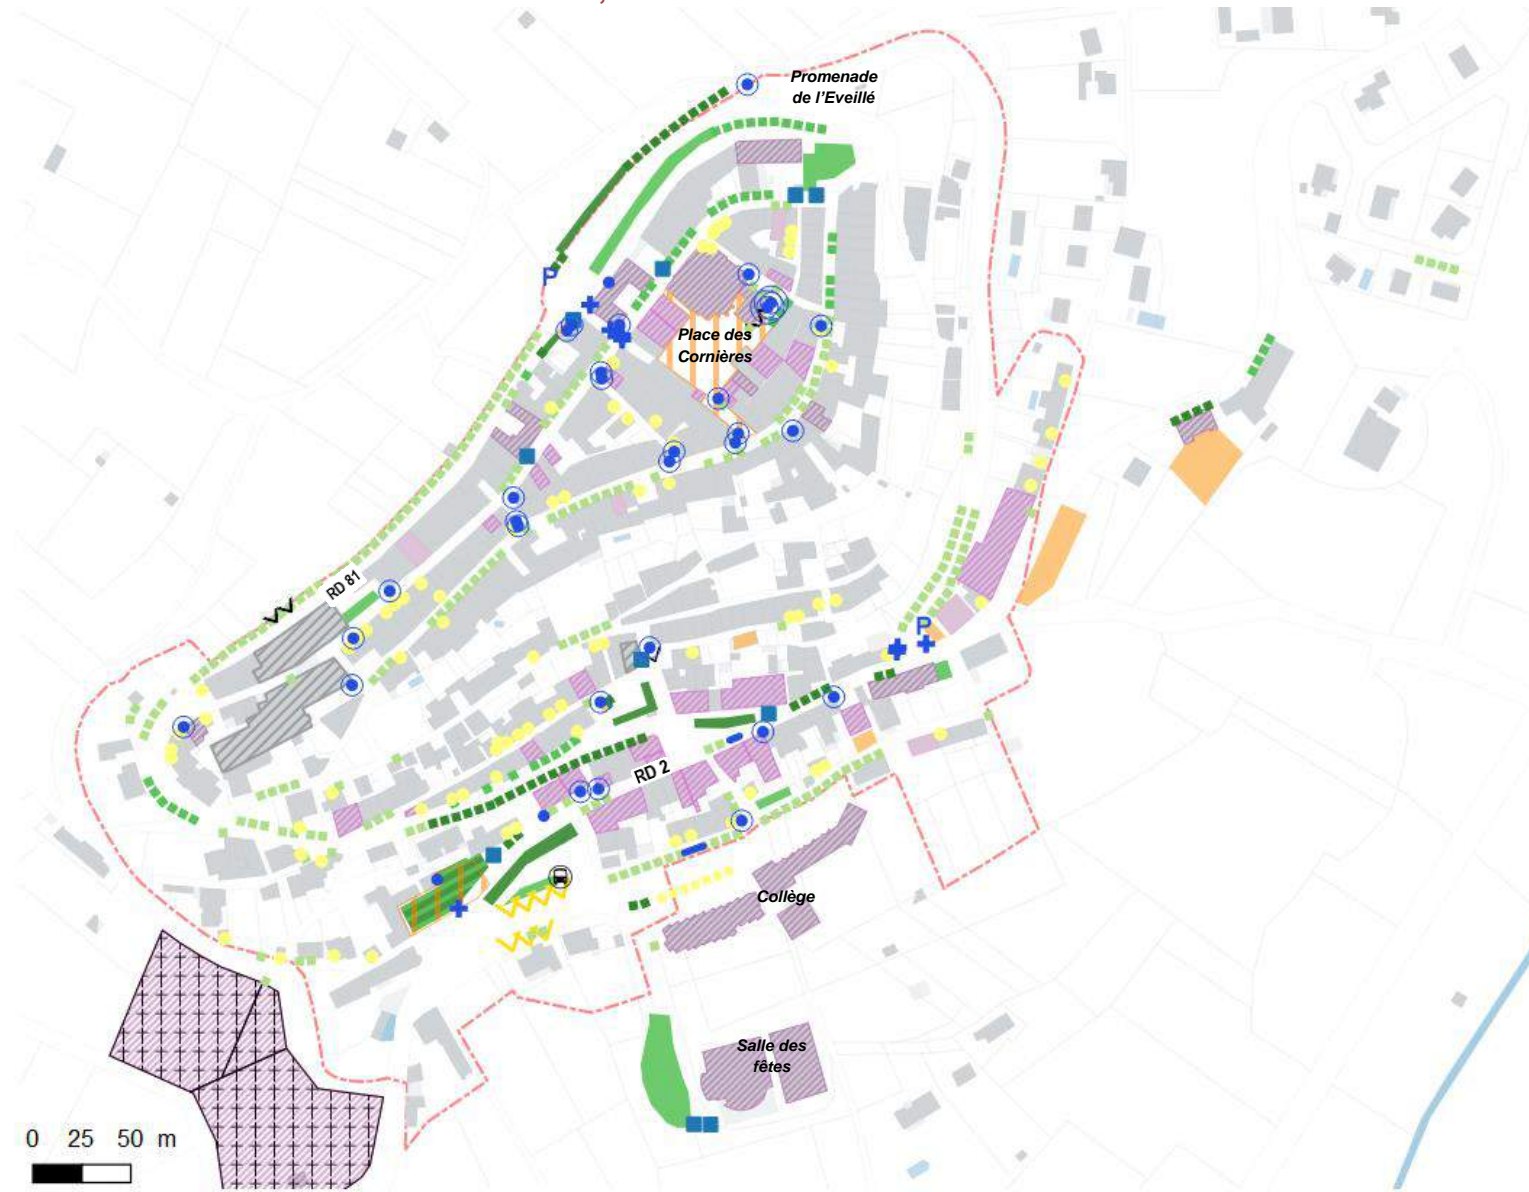 Promenade
de l'Eveillé
P
Place des
Cornières
RD 81
P
RD 2
Collège
Salle des
fêtes
0 25 50 m